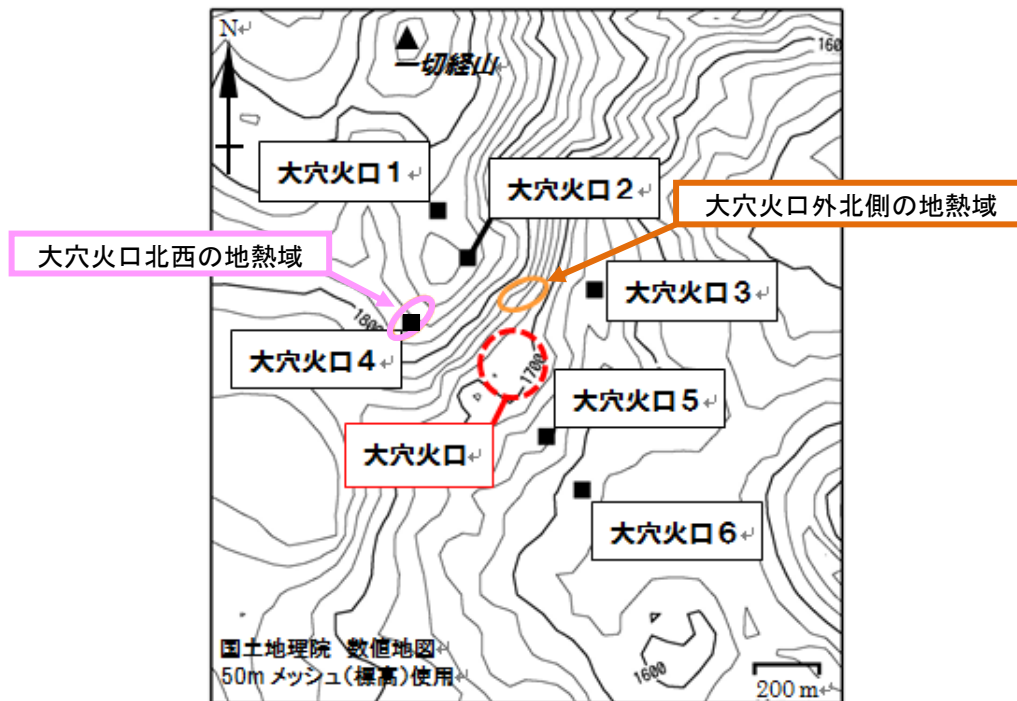 N
一切経山
160
大穴火口1
大穴火口2
大穴火口外北側の地熱域
大穴火口北西の地熱域
大穴火口3
1800
大穴火口4
1700
大穴火口5
大穴火口
大穴火口6
国土地理院 数値地図
50mメッシュ(標高)使用
1600
200 m